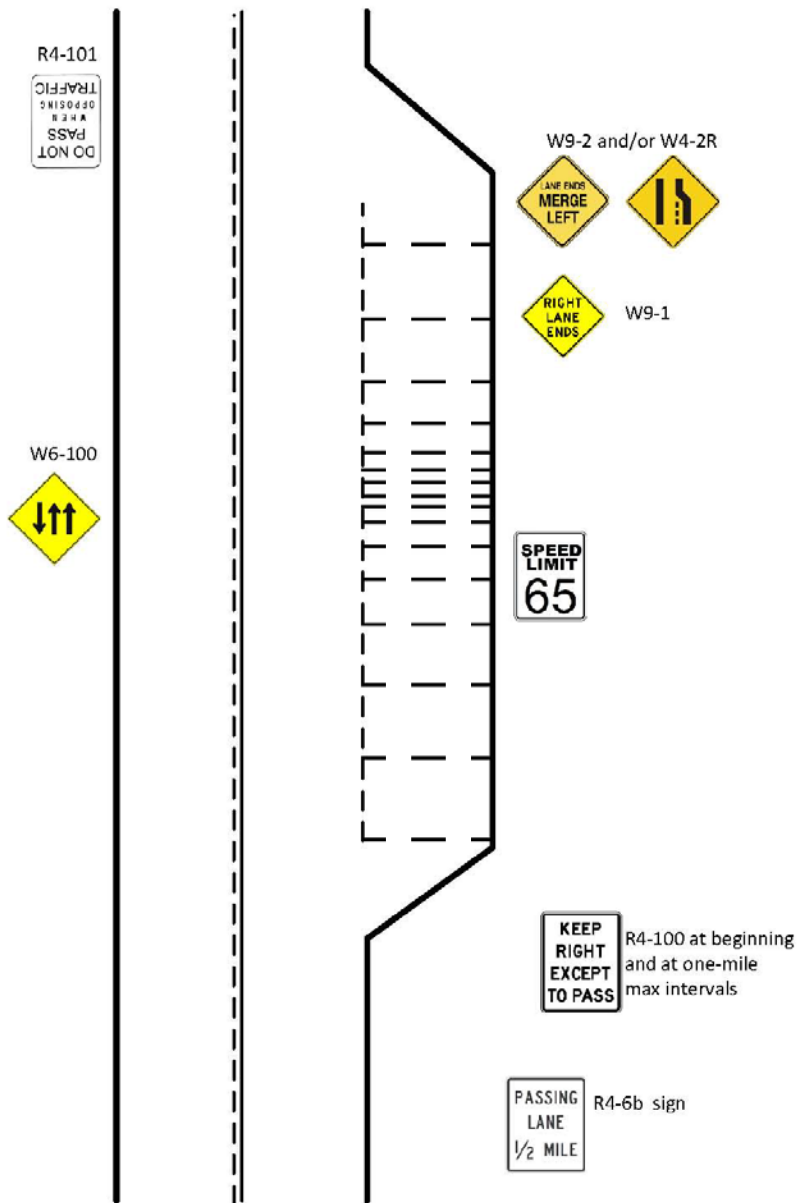 R4-101
DO NOT
PASS
WHEN
OPPOSING
TRAFFIC
W9-2 and/or W4-2R
LANE ENDS
MERGE
LEFT
RIGHT
LANE
ENDS
W9-1
W6-100
SPEED
LIMIT
65
KEEP
RIGHT
EXCEPT
TO PASS
R4-100 at beginning
and at one-mile
max intervals
PASSING
LANE
1/2 MILE
R4-6b sign